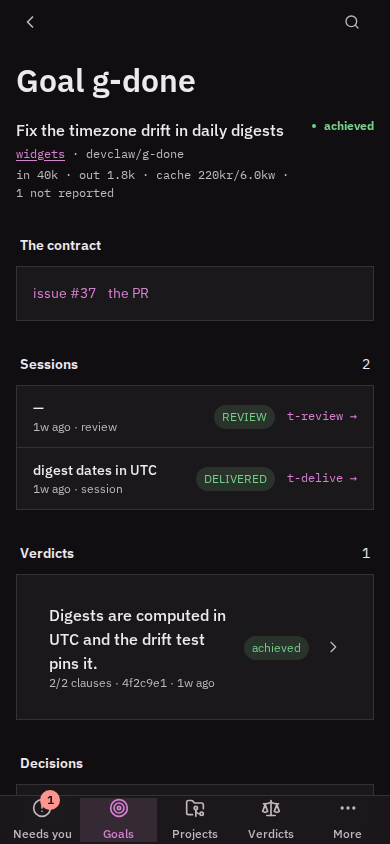 Goal g-done
Fix the timezone drift in daily digests
• achieved
widgets · devclaw/g-done
in 40k · out 1.8k · cache 220kr/6.0kw ·
1 not reported
The contract
issue #37 the PR
Sessions 2
—
REVIEW t-review →
1w ago · review
digest dates in UTC
DELIVERED t-delive →
1w ago · session
Verdicts 1
Digests are computed in
UTC and the drift test
pins it.
achieved
2/2 clauses · 4f2c9e1 · 1w ago
Decisions
1
Needs you Goals Projects Verdicts More